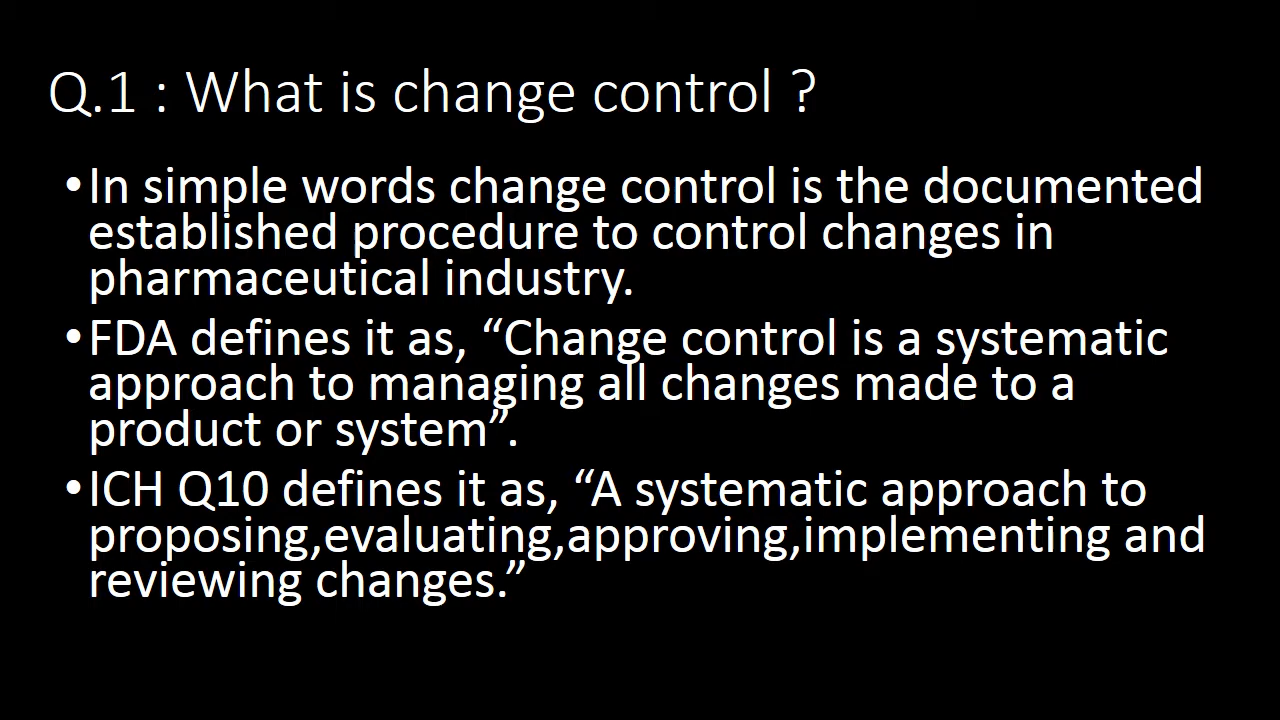 Q.1 : What is change control ?
•In simple words change control is the documented
established procedure to control changes in
pharmaceutical industry.
•FDA defines it as, “Change control is a systematic
approach to managing all changes made to a
product or system”.
•ICH Q10 defines it as, “A systematic approach to
proposing,evaluating,approving,implementing and
reviewing changes.”